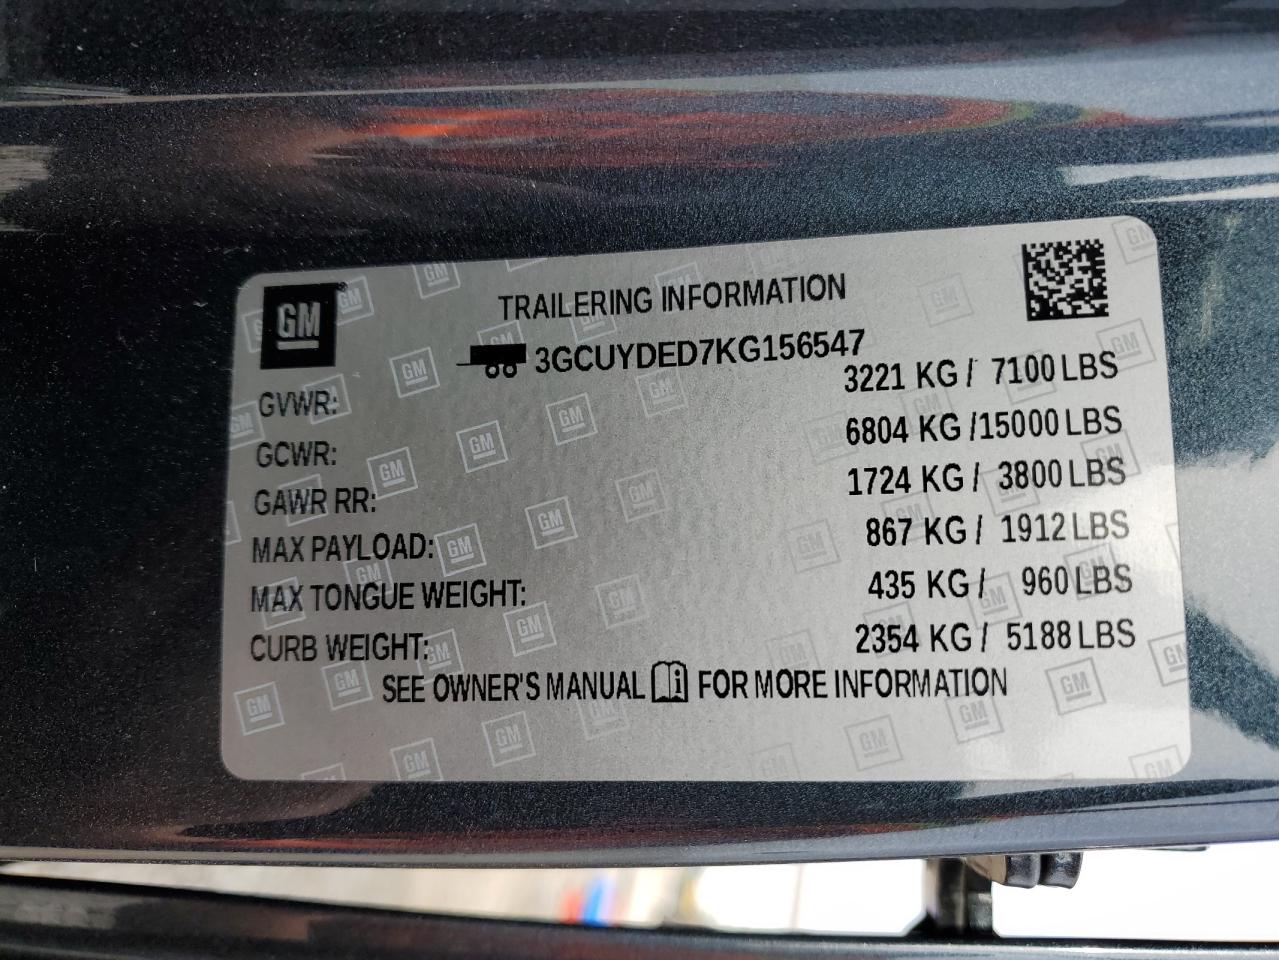 GM
TRAILERING INFORMATION
3GCUYDED7KG156547
GVWR: 3221 KG / 7100 LBS
GCWR: 6804 KG /15000 LBS
GAWR RR: 1724 KG / 3800 LBS
MAX PAYLOAD: 867 KG / 1912 LBS
MAX TONGUE WEIGHT: 435 KG / 960 LBS
CURB WEIGHT: 2354 KG / 5188 LBS
SEE OWNER'S MANUAL FOR MORE INFORMATION